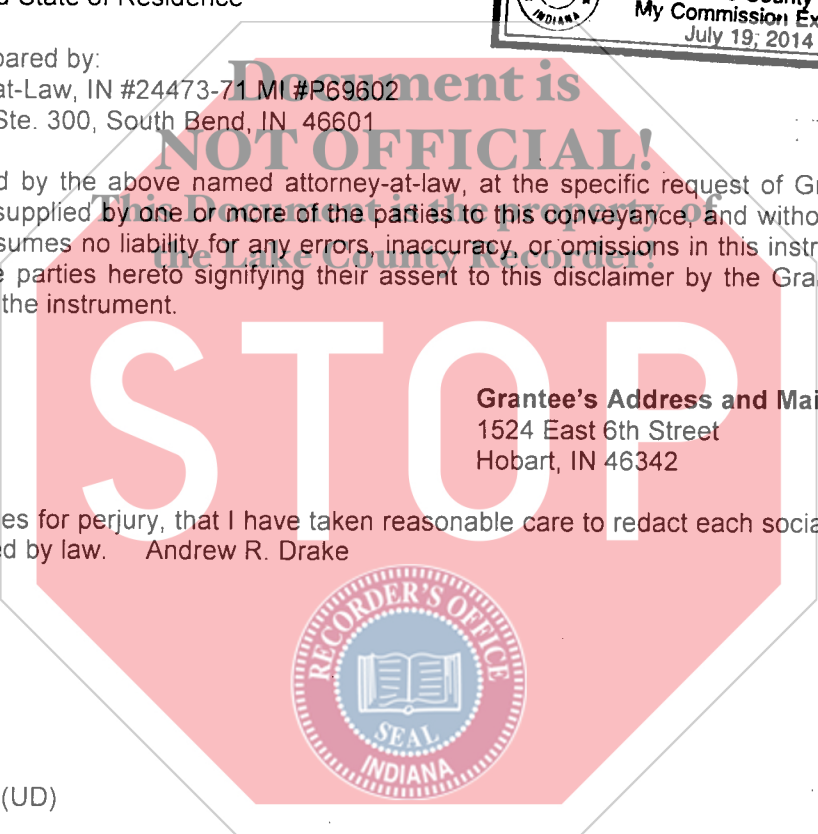 d State of Residence
County
My Commission Ex
July 19, 2014
INDIANA
pared by:
at-Law, IN #24473-71 MI #P69602
Ste. 300, South Bend, IN 46601
Document is
NOT OFFICIAL!
This Document is the property of
the Lake County Recorder!
d by the above named attorney-at-law, at the specific request of Gr
supplied by one or more of the parties to this conveyance, and witho
sumes no liability for any errors, inaccuracy, or omissions in this instr
e parties hereto signifying their assent to this disclaimer by the Gra
the instrument.
STOP
Grantee's Address and Mai
1524 East 6th Street
Hobart, IN 46342
es for perjury, that I have taken reasonable care to redact each socia
ed by law. Andrew R. Drake
RECORDER'S OFFICE
SEAL
INDIANA
(UD)